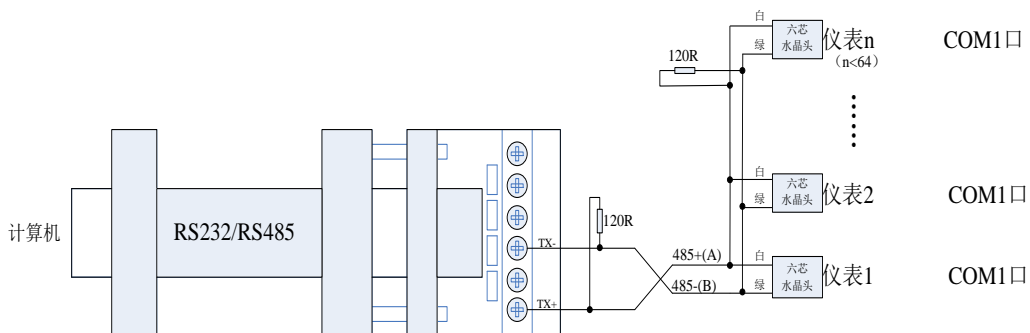 白
六芯
水晶头
绿
仪表n
(n<64)
COM1口
120R
白
六芯
水晶头
绿
仪表2
COM1口
计算机
RS232/RS485
120R
TX-
TX+
485+(A)
485-(B)
白
六芯
水晶头
绿
仪表1
COM1口